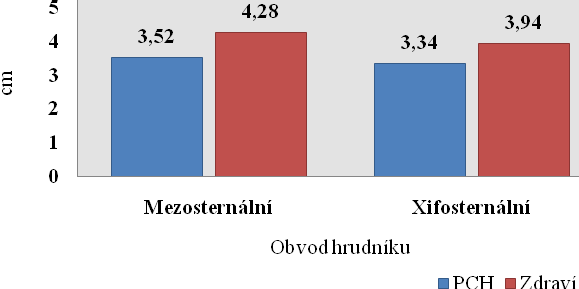 5
4,28
3,94
4
3,52
3,34
3
cm
2
1
0
Mezosternální Xifosternální
Obvod hrudníku
PCH Zdraví